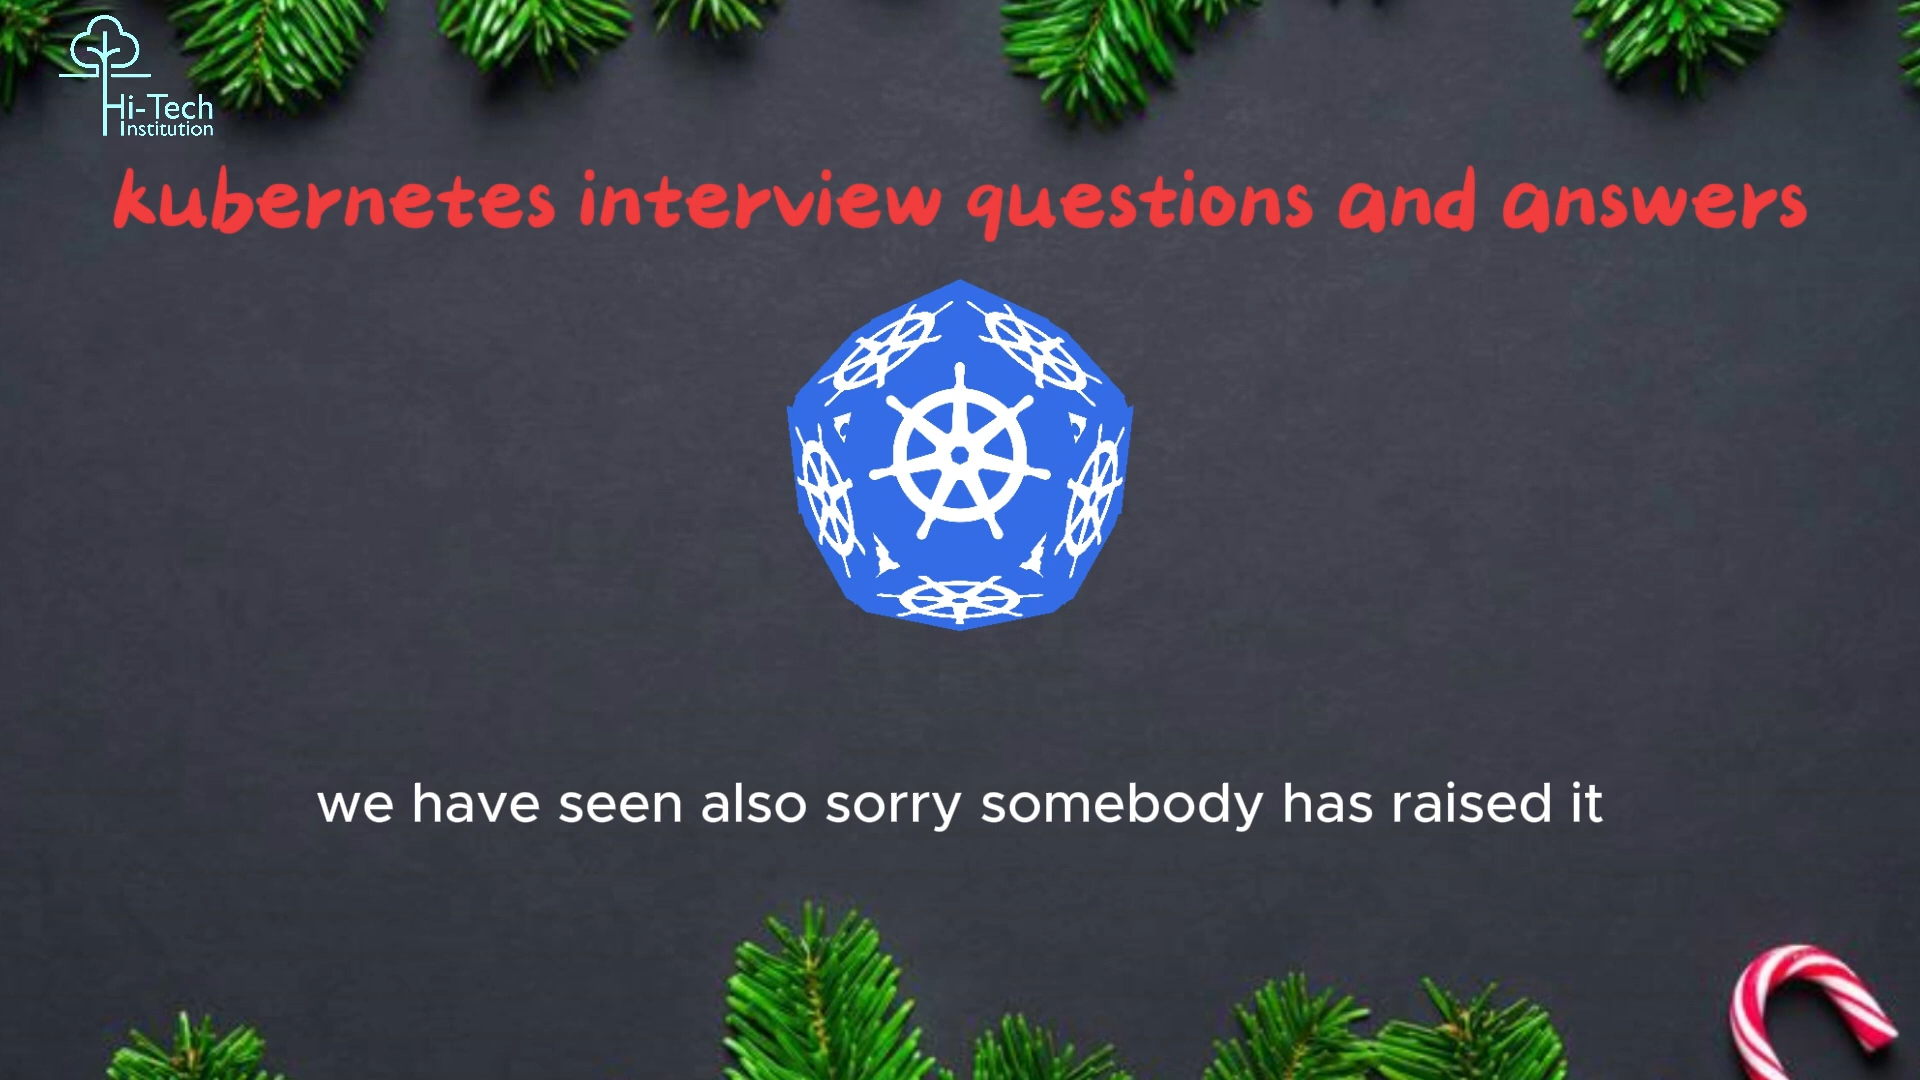 Hi-Tech
Institution
kubernetes interview questions and answers
we have seen also sorry somebody has raised it